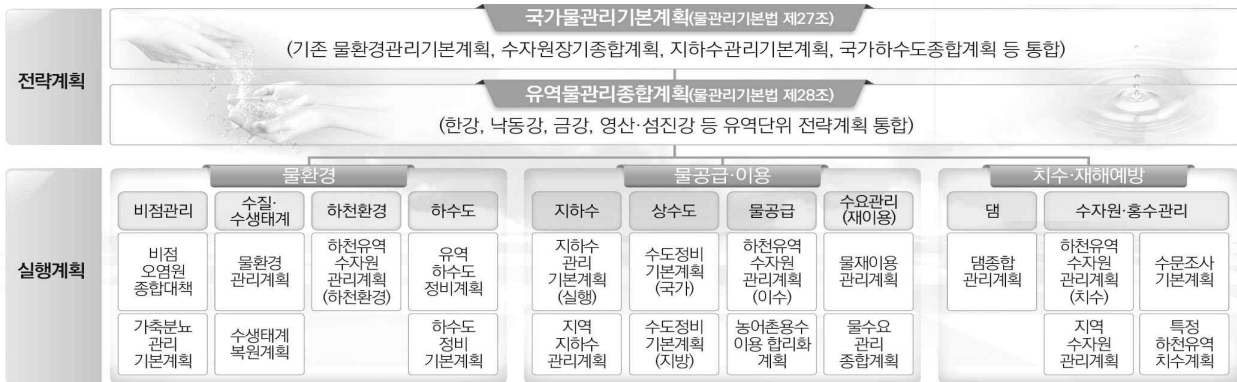 국가물관리기본계획(물관리기본법 제27조)
(기존 물환경관리기본계획, 수자원장기종합계획, 지하수관리기본계획, 국가하수도종합계획 등 통합)
전략계획
유역물관리종합계획(물관리기본법 제28조)
(한강, 낙동강, 금강, 영산·섬진강 등 유역단위 전략계획 통합)
실행계획
물환경
비점관리
수질·
수생태계
하천환경
하수도
비점
오염원
종합대책
물환경
관리계획
하천유역
수자원
관리계획
(하천환경)
유역
하수도
정비계획
가축분뇨
관리
기본계획
수생태계
복원계획
하수도
정비
기본계획
물공급·이용
지하수
상수도
물공급
수요관리
(재이용)
지하수
관리
기본계획
(실행)
수도정비
기본계획
(국가)
하천유역
수자원
관리계획
(이수)
물재이용
관리계획
지역
지하수
관리계획
수도정비
기본계획
(지방)
농어촌용수
이용 합리화
계획
물수요
관리
종합계획
치수·재해예방
댐
수자원·홍수관리
댐종합
관리계획
하천유역
수자원
관리계획
(치수)
수문조사
기본계획
지역
수자원
관리계획
특정
하천유역
치수계획